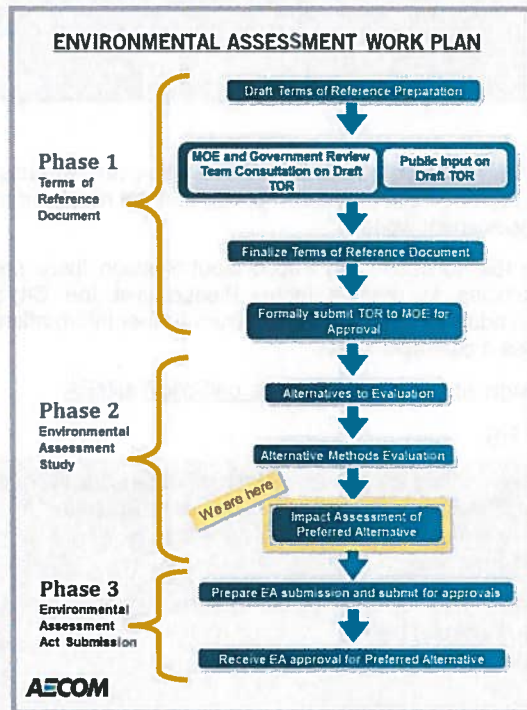 ENVIRONMENTAL ASSESSMENT WORK PLAN
Phase 1
Terms of
Reference
Document
Draft Terms of Reference Preparation
MOE and Government Review
Team Consultation on Draft
TOR
Public Input on
Draft TOR
Finalize Terms of Reference Document
Formally submit TOR to MOE for
Approval
Phase 2
Environmental
Assessment
Study
Alternatives to Evaluation
Alternative Methods Evaluation
We are here
Impact Assessment of
Preferred Alternative
Phase 3
Environmental
Assessment
Act Submission
Prepare EA submission and submit for approvals
Receive EA approval for Preferred Alternative
AECOM